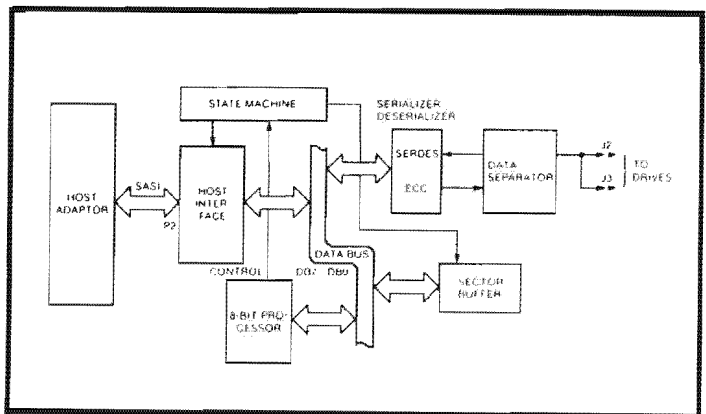 STATE MACHINE
SERIALIZER
DESERIALIZER
HOST
ADAPTOR
SASI
P2
HOST
INTER
FACE
SERDES
ECC
DATA
SEPARATOR
J2
J3
TO
DRIVES
DATA BUS
CONTROL
DB7
DB0
8-BIT PRO-
CESSOR
SECTOR
BUFFER